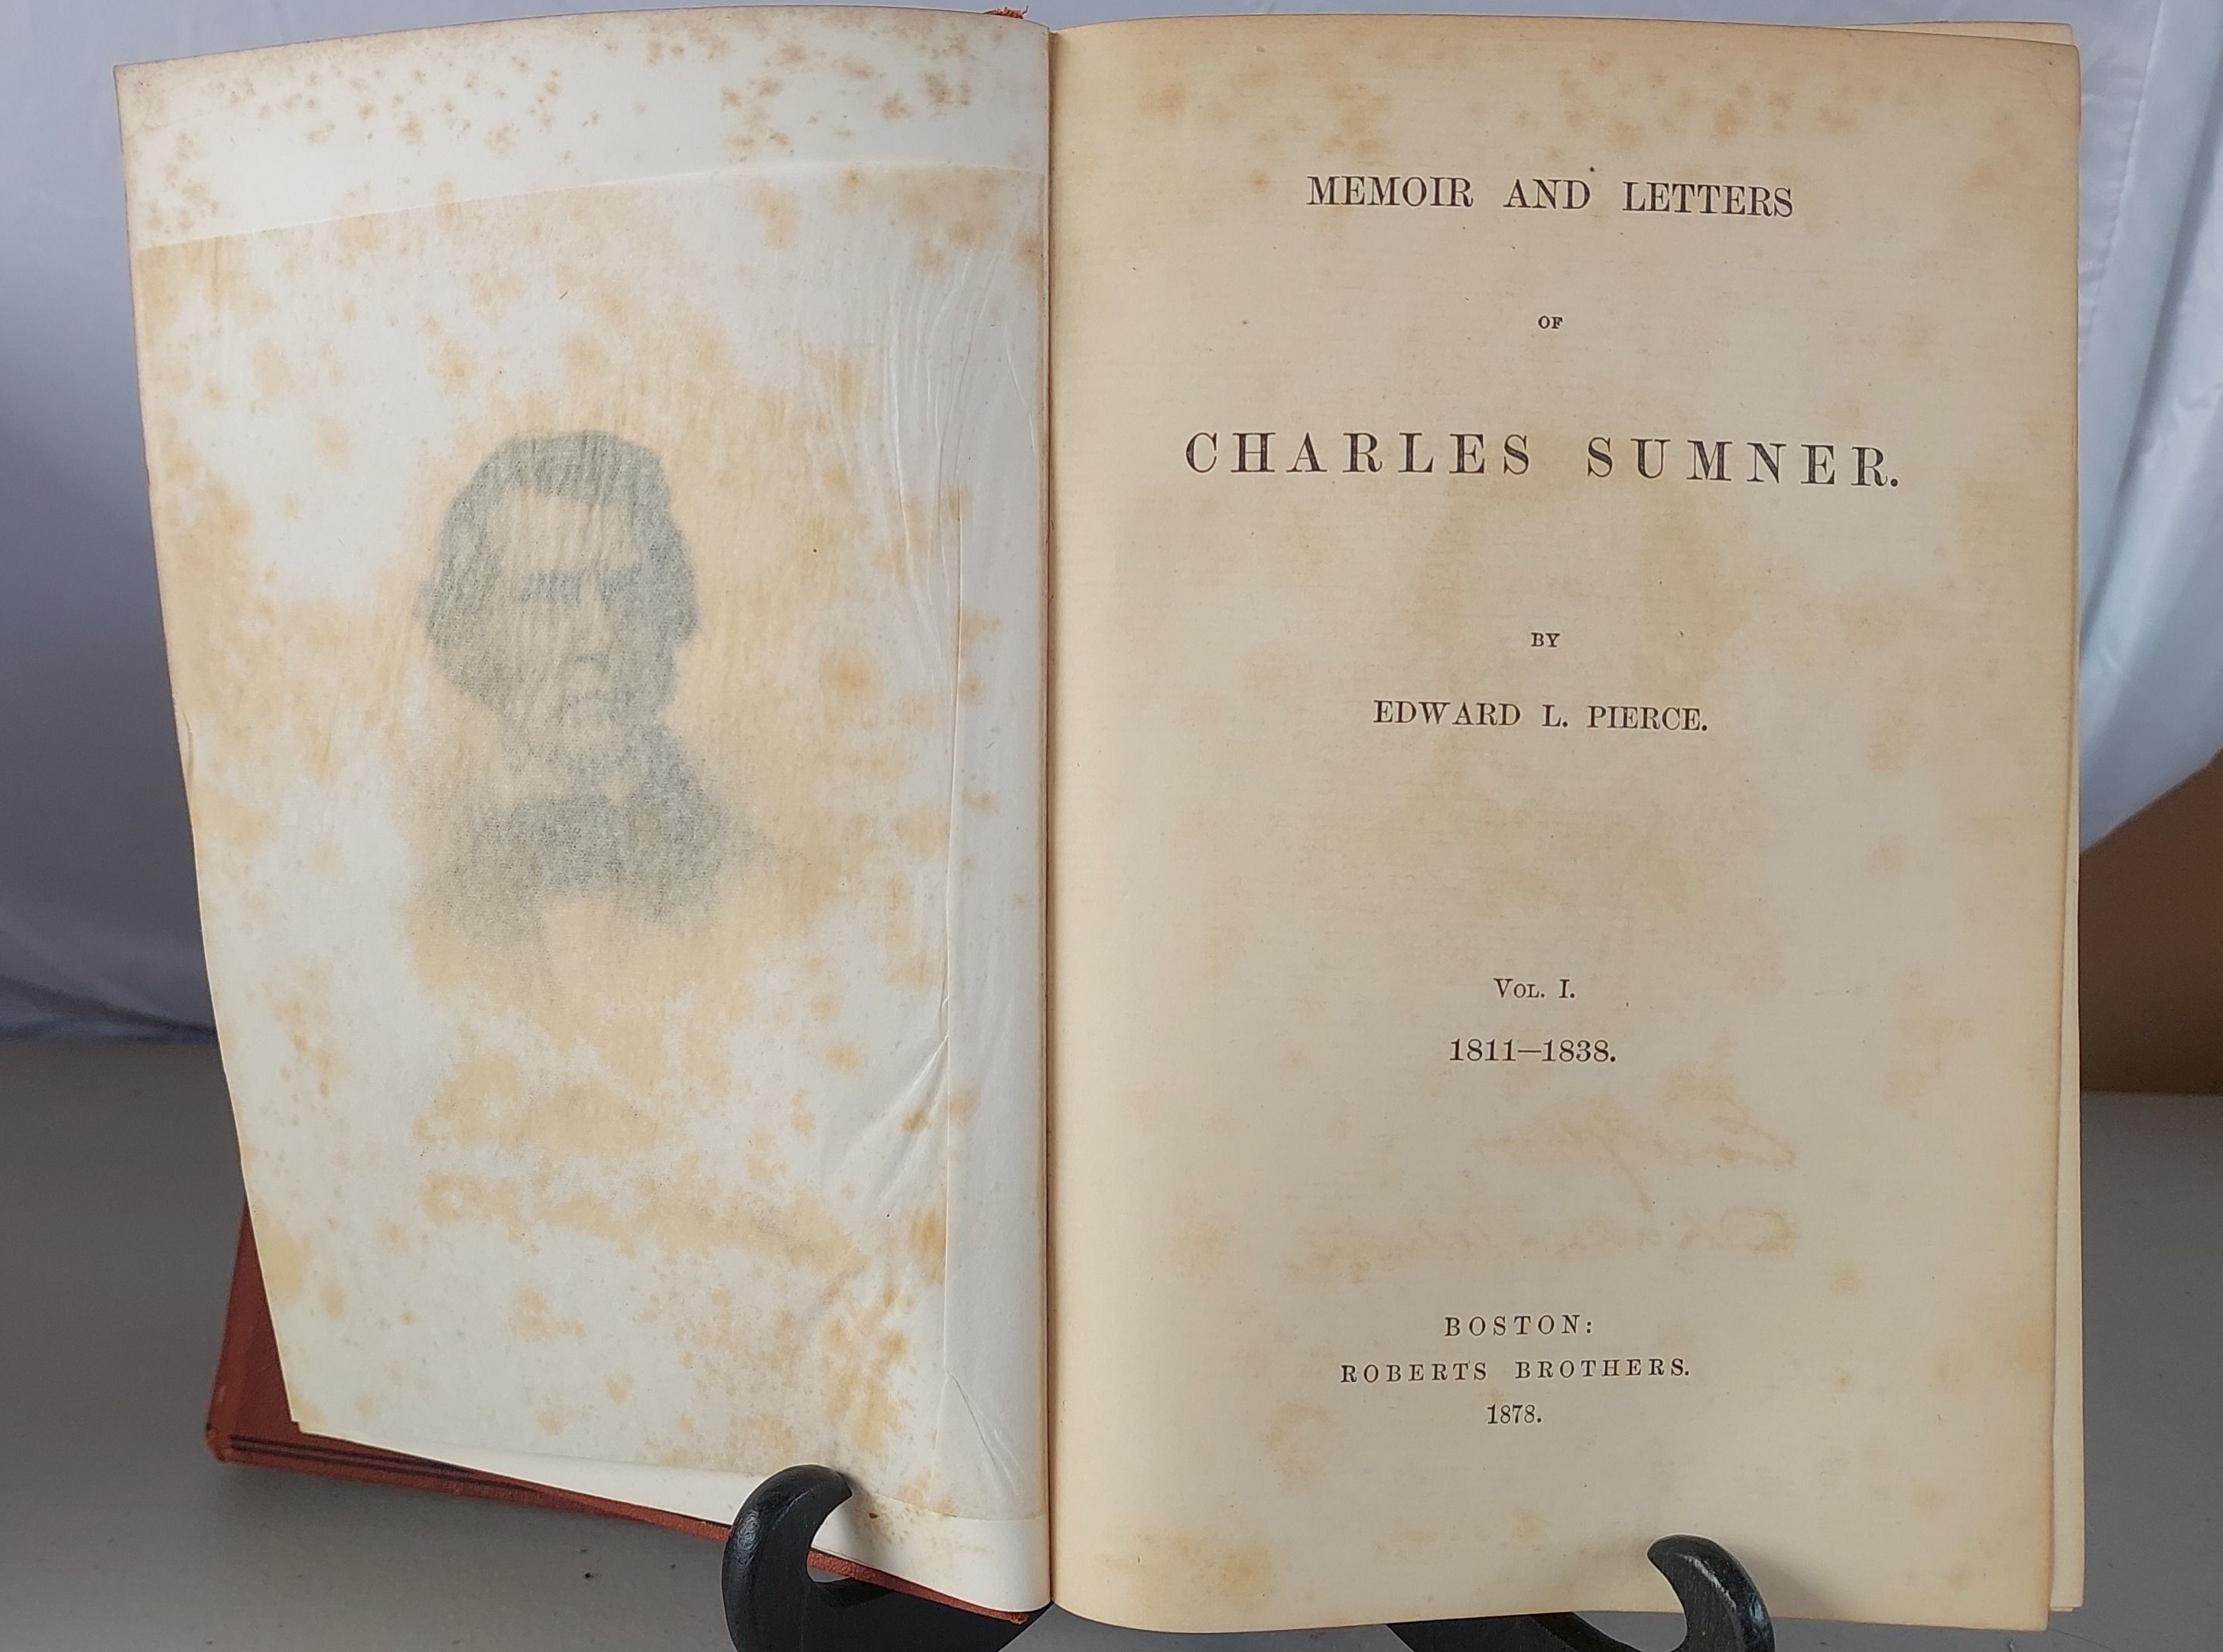 MEMOIR AND LETTERS
OF
CHARLES SUMNER.
BY
EDWARD L. PIERCE.
VOL. I.
1811—1838.
BOSTON:
ROBERTS BROTHERS.
1878.